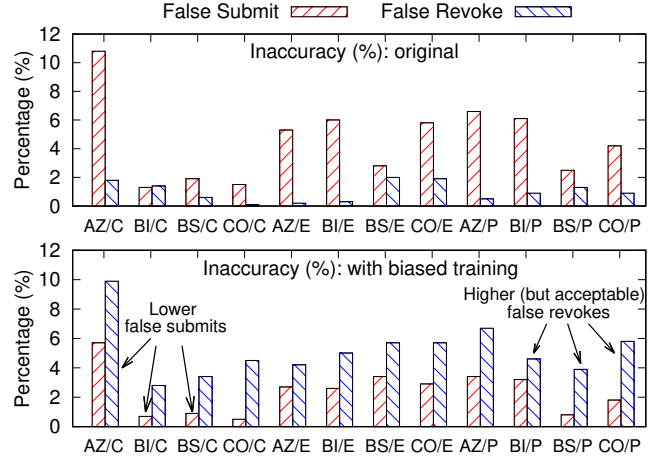 False Submit False Revoke
Inaccuracy (%): original
Percentage (%)
12
10
8
6
4
2
0
AZ/C BI/C BS/C CO/C AZ/E BI/E BS/E CO/E AZ/P BI/P BS/P CO/P
Inaccuracy (%): with biased training
Percentage (%)
12
10
8
6
4
2
0
Lower
false submits
Higher (but acceptable)
false revokes
AZ/C BI/C BS/C CO/C AZ/E BI/E BS/E CO/E AZ/P BI/P BS/P CO/P